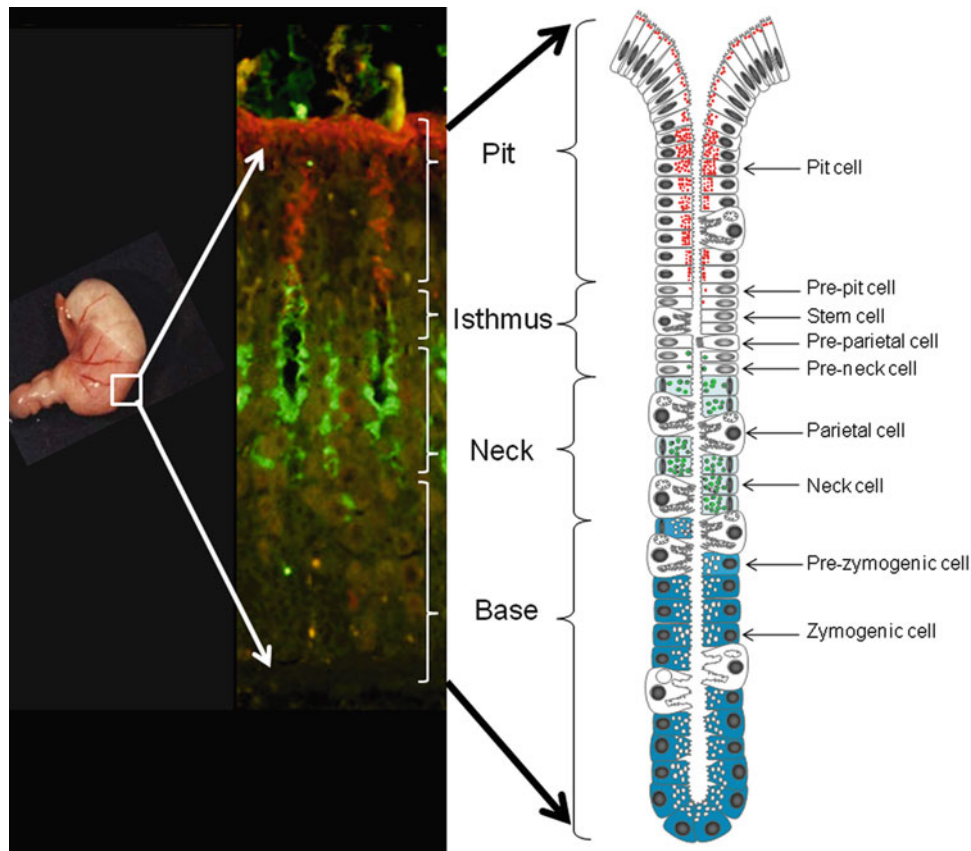 Pit
Isthmus
Neck
Base
Pit cell
Pre-pit cell
Stem cell
Pre-parietal cell
Pre-neck cell
Parietal cell
Neck cell
Pre-zymogenic cell
Zymogenic cell